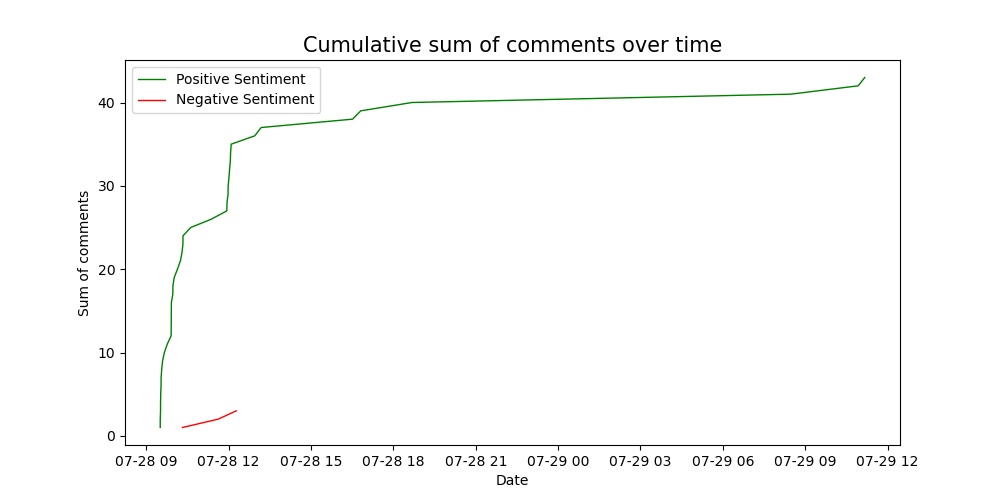 Cumulative sum of comments over time
Positive Sentiment
Negative Sentiment
40
30
20
10
0
Sum of comments
07-28 09 07-28 12 07-28 15 07-28 18 07-28 21 07-29 00 07-29 03 07-29 06 07-29 09 07-29 12
Date